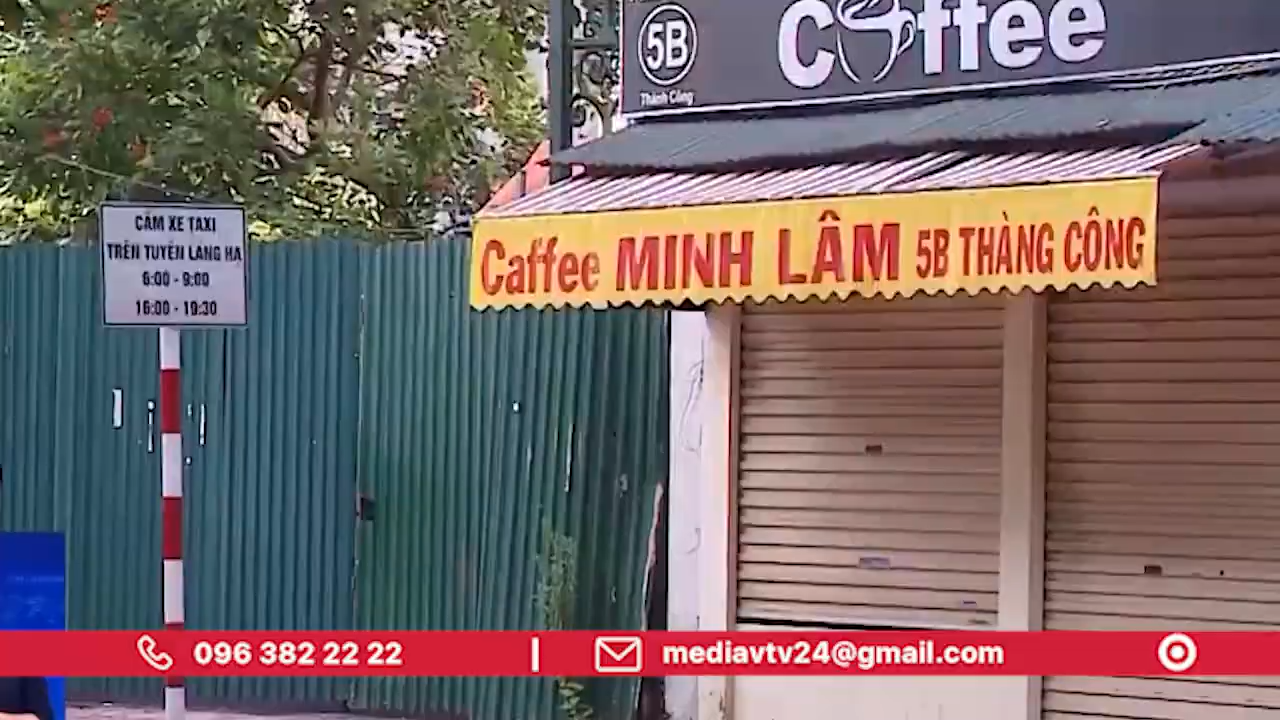 5B
Thành Công
Coffee
CẤM XE TAXI
TRÊN TUYẾN LÁNG HẠ
6:00 - 9:00
16:00 - 19:30
Caffee MINH LÂM 5B THÀNG CÔNG
096 382 22 22
mediavtv24@gmail.com